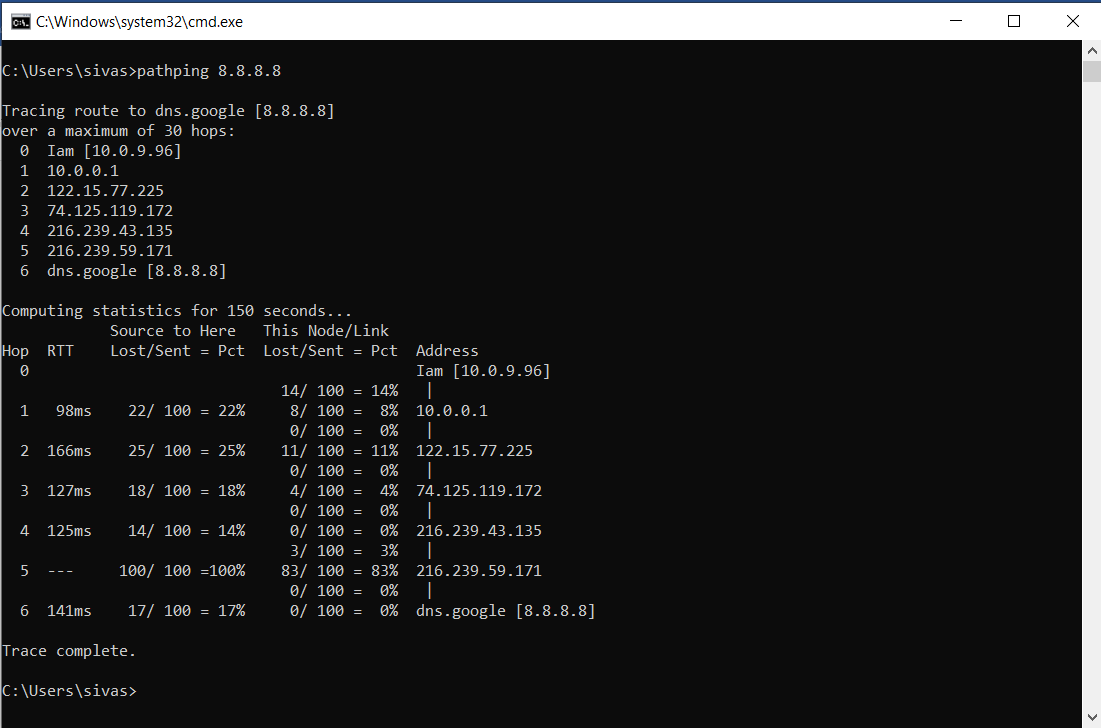 C:\Windows\system32\cmd.exe
C:\Users\sivas>pathping 8.8.8.8
Tracing route to dns.google [8.8.8.8]
over a maximum of 30 hops:
  0  Iam [10.0.9.96]
  1  10.0.0.1
  2  122.15.77.225
  3  74.125.119.172
  4  216.239.43.135
  5  216.239.59.171
  6  dns.google [8.8.8.8]
Computing statistics for 150 seconds...
            Source to Here   This Node/Link
Hop  RTT    Lost/Sent = Pct  Lost/Sent = Pct  Address
  0                                           Iam [10.0.9.96]
                               14/ 100 = 14%   |
  1   98ms    22/ 100 = 22%     8/ 100 =  8%  10.0.0.1
                                0/ 100 =  0%   |
  2  166ms    25/ 100 = 25%    11/ 100 = 11%  122.15.77.225
                                0/ 100 =  0%   |
  3  127ms    18/ 100 = 18%     4/ 100 =  4%  74.125.119.172
                                0/ 100 =  0%   |
  4  125ms    14/ 100 = 14%     0/ 100 =  0%  216.239.43.135
                                3/ 100 =  3%   |
  5  ---     100/ 100 =100%    83/ 100 = 83%  216.239.59.171
                                0/ 100 =  0%   |
  6  141ms    17/ 100 = 17%     0/ 100 =  0%  dns.google [8.8.8.8]
Trace complete.
C:\Users\sivas>